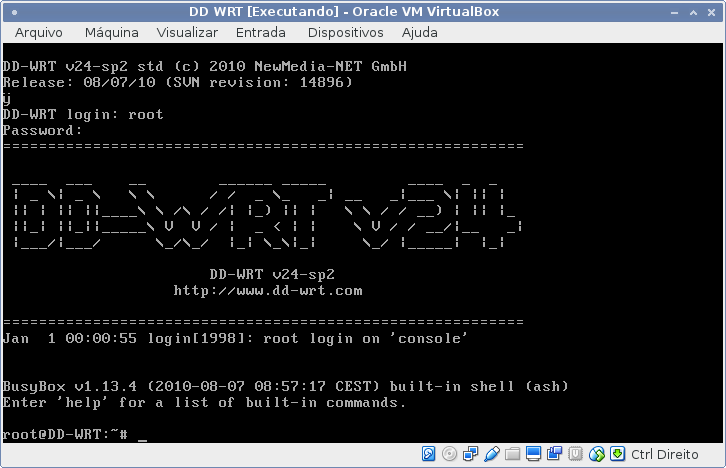 DD WRT [Executando] - Oracle VM VirtualBox
Arquivo Máquina Visualizar Entrada Dispositivos Ajuda
DD-WRT v24-sp2 std (c) 2010 NewMedia-NET GmbH
Release: 08/07/10 (SVN revision: 14896)
ÿ
DD-WRT login: root
Password:
==========================================================
DD-WRT v24
DD-WRT v24-sp2
http://www.dd-wrt.com
==========================================================
Jan  1 00:00:55 login[1998]: root login on 'console'
BusyBox v1.13.4 (2010-08-07 08:57:17 CEST) built-in shell (ash)
Enter 'help' for a list of built-in commands.
root@DD-WRT:~# _
Ctrl Direito